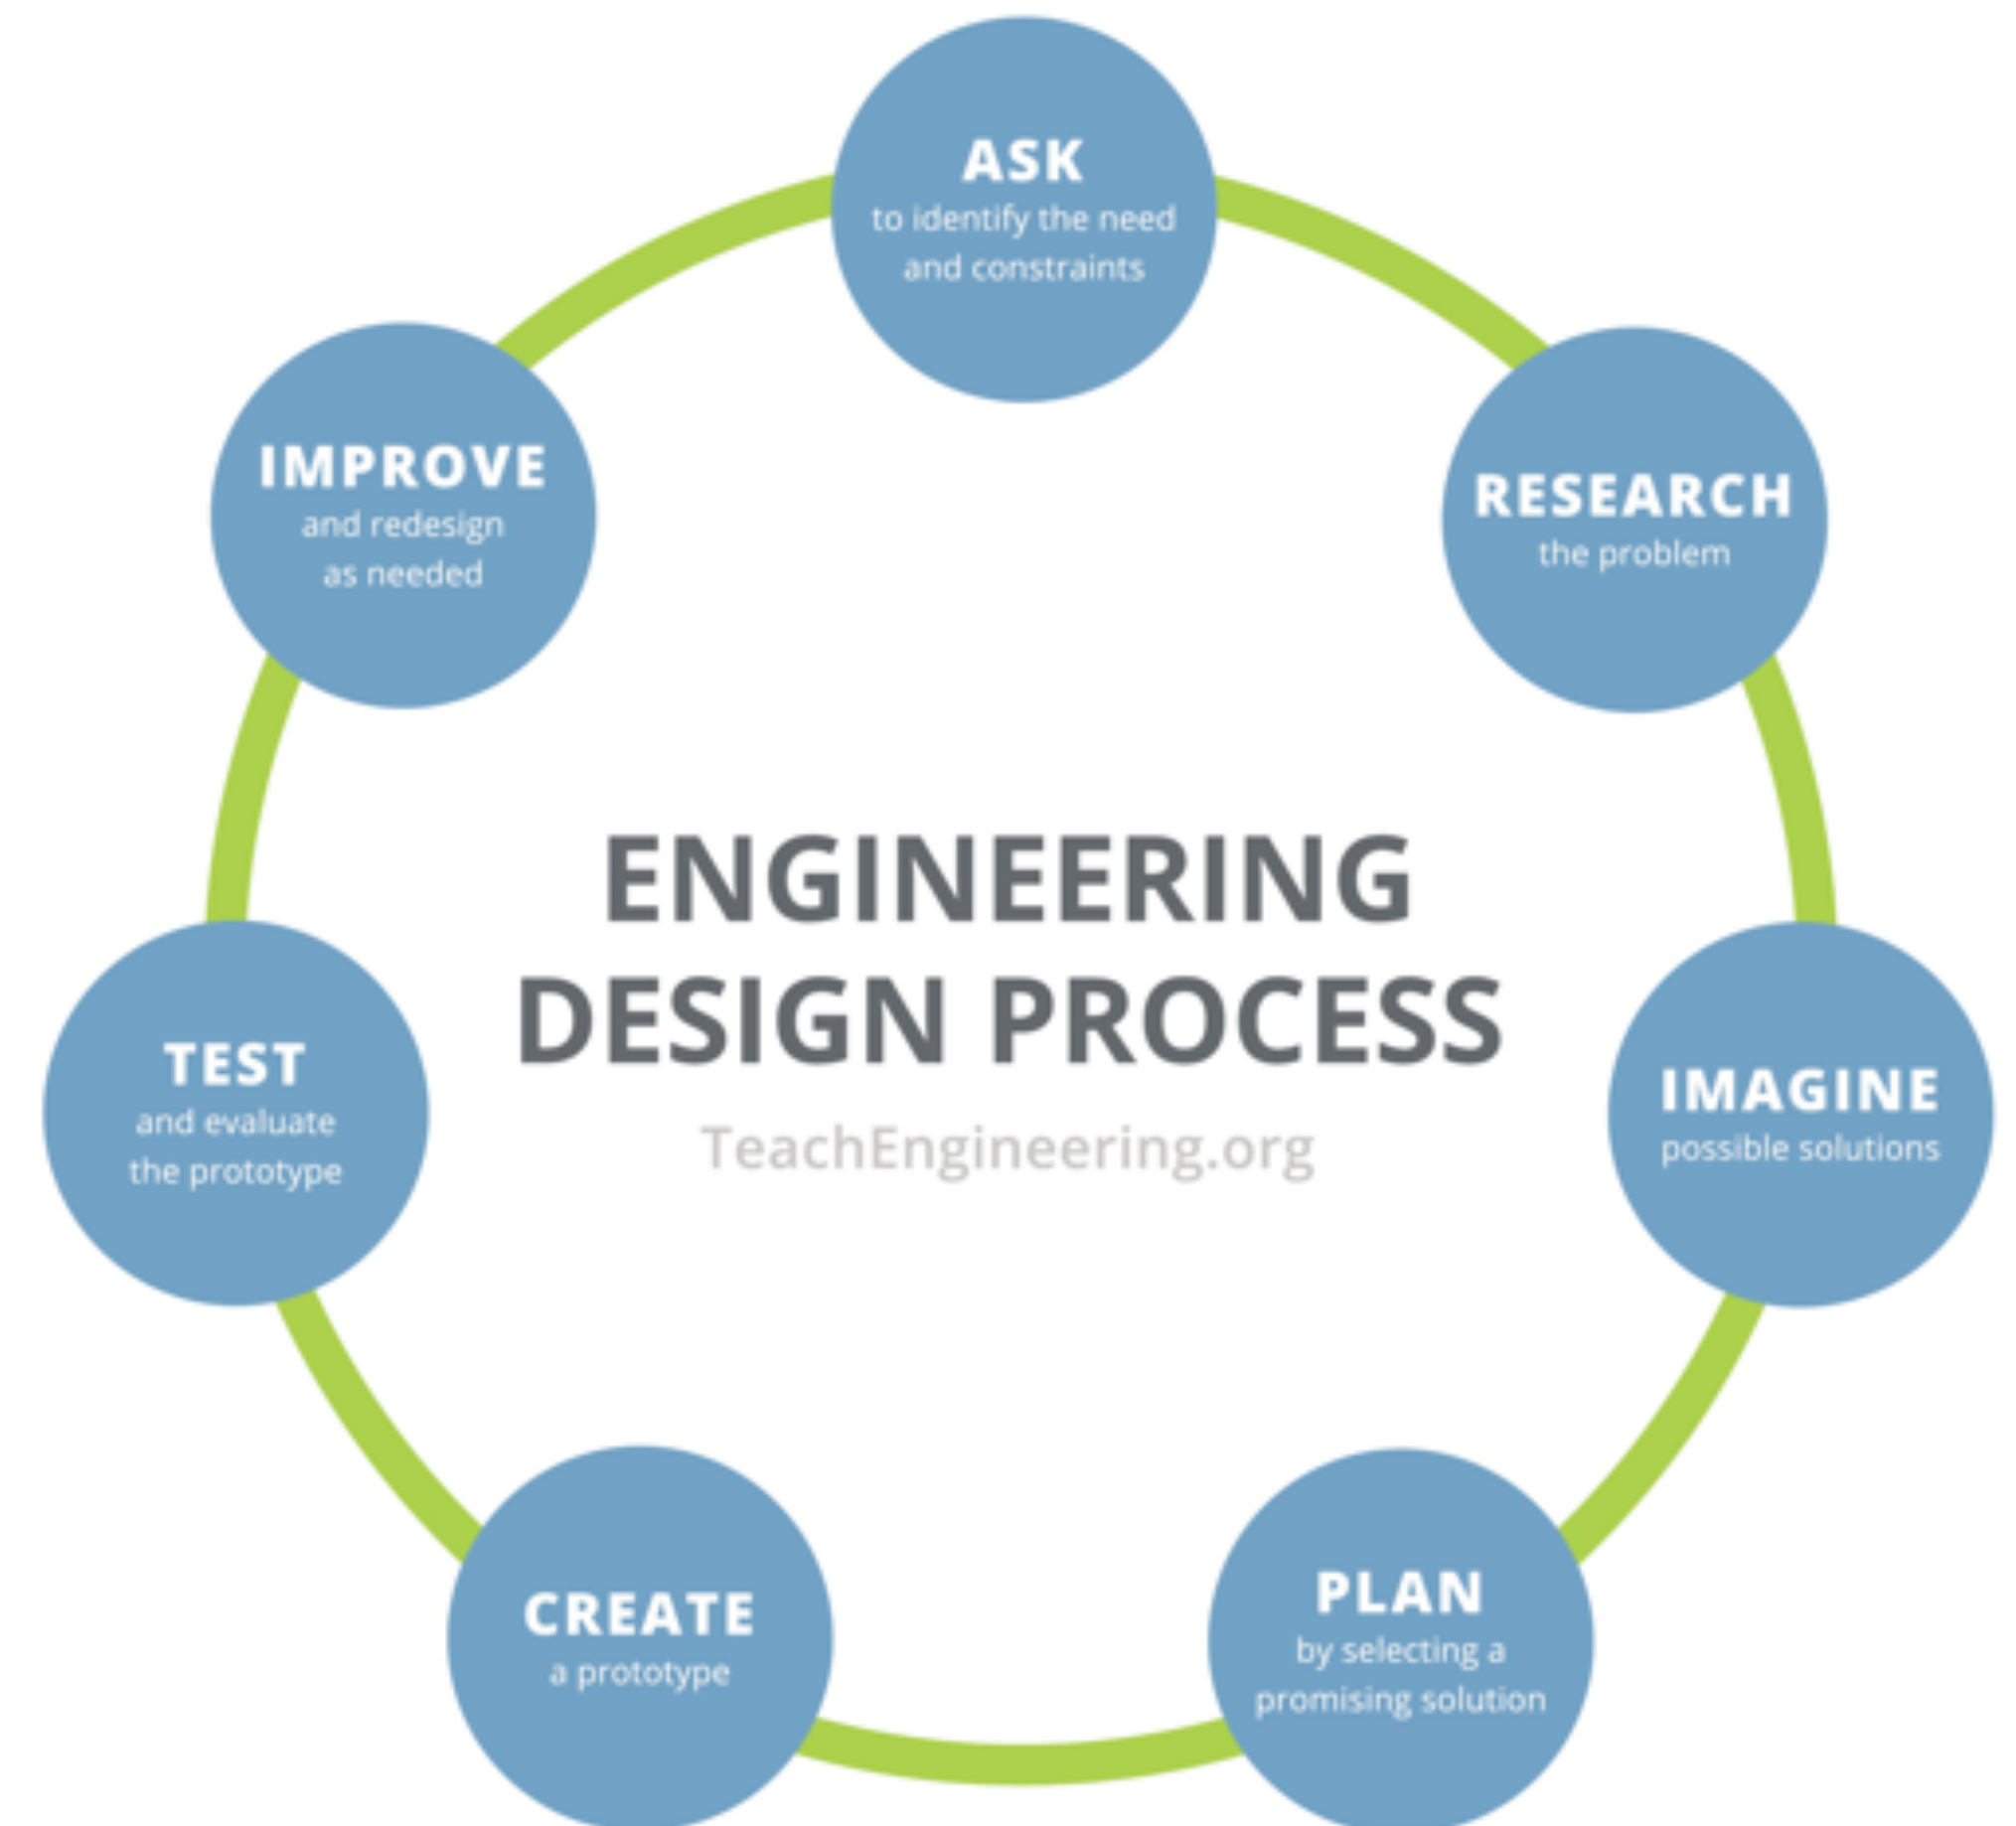 ASK
to identify the need
and constraints
RESEARCH
the problem
IMAGINE
possible solutions
PLAN
by selecting a
promising solution
CREATE
a prototype
TEST
and evaluate
the prototype
IMPROVE
and redesign
as needed
ENGINEERING
DESIGN PROCESS
TeachEngineering.org